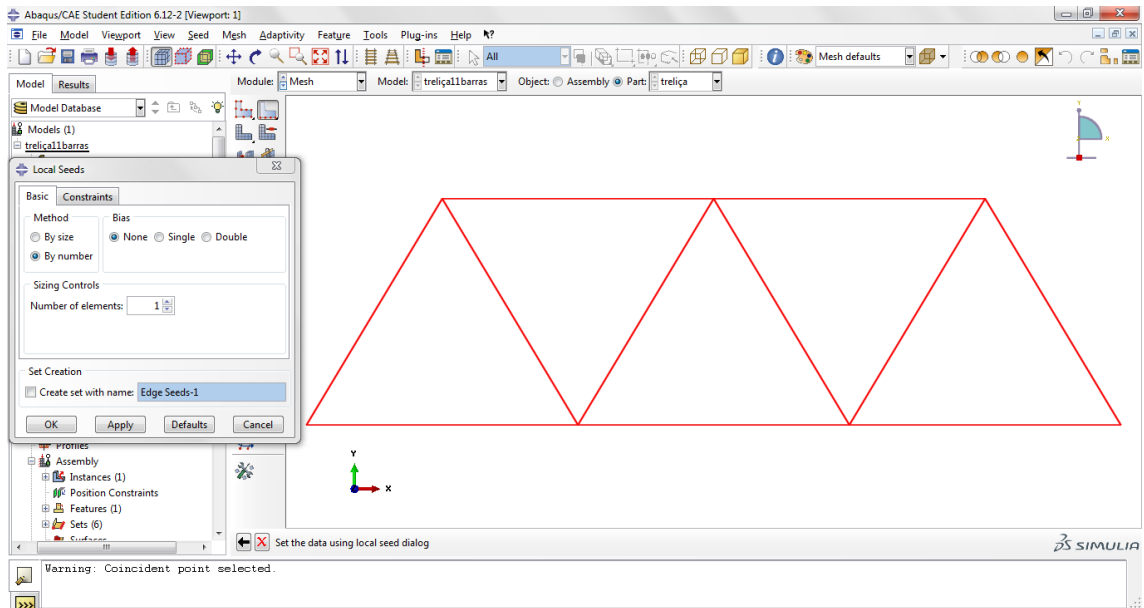 Abaqus/CAE Student Edition 6.12-2 [Viewport: 1]
File Model Viewport View Seed Mesh Adaptivity Feature Tools Plug-ins Help
All Mesh defaults
Model Results
Module: Mesh Model: treliça11barras Object: Assembly Part: treliça
Model Database
Models (1)
treliça11barras
Local Seeds
Basic Constraints
Method Bias
By size None Single Double
By number
Sizing Controls
Number of elements: 1
Set Creation
Create set with name: Edge Seeds-1
OK Apply Defaults Cancel
Profiles
Assembly
Instances (1)
Position Constraints
Features (1)
Sets (6)
Surfaces
Y
X
Y
x
Set the data using local seed dialog
SIMULIA
Warning: Coincident point selected.
>>>